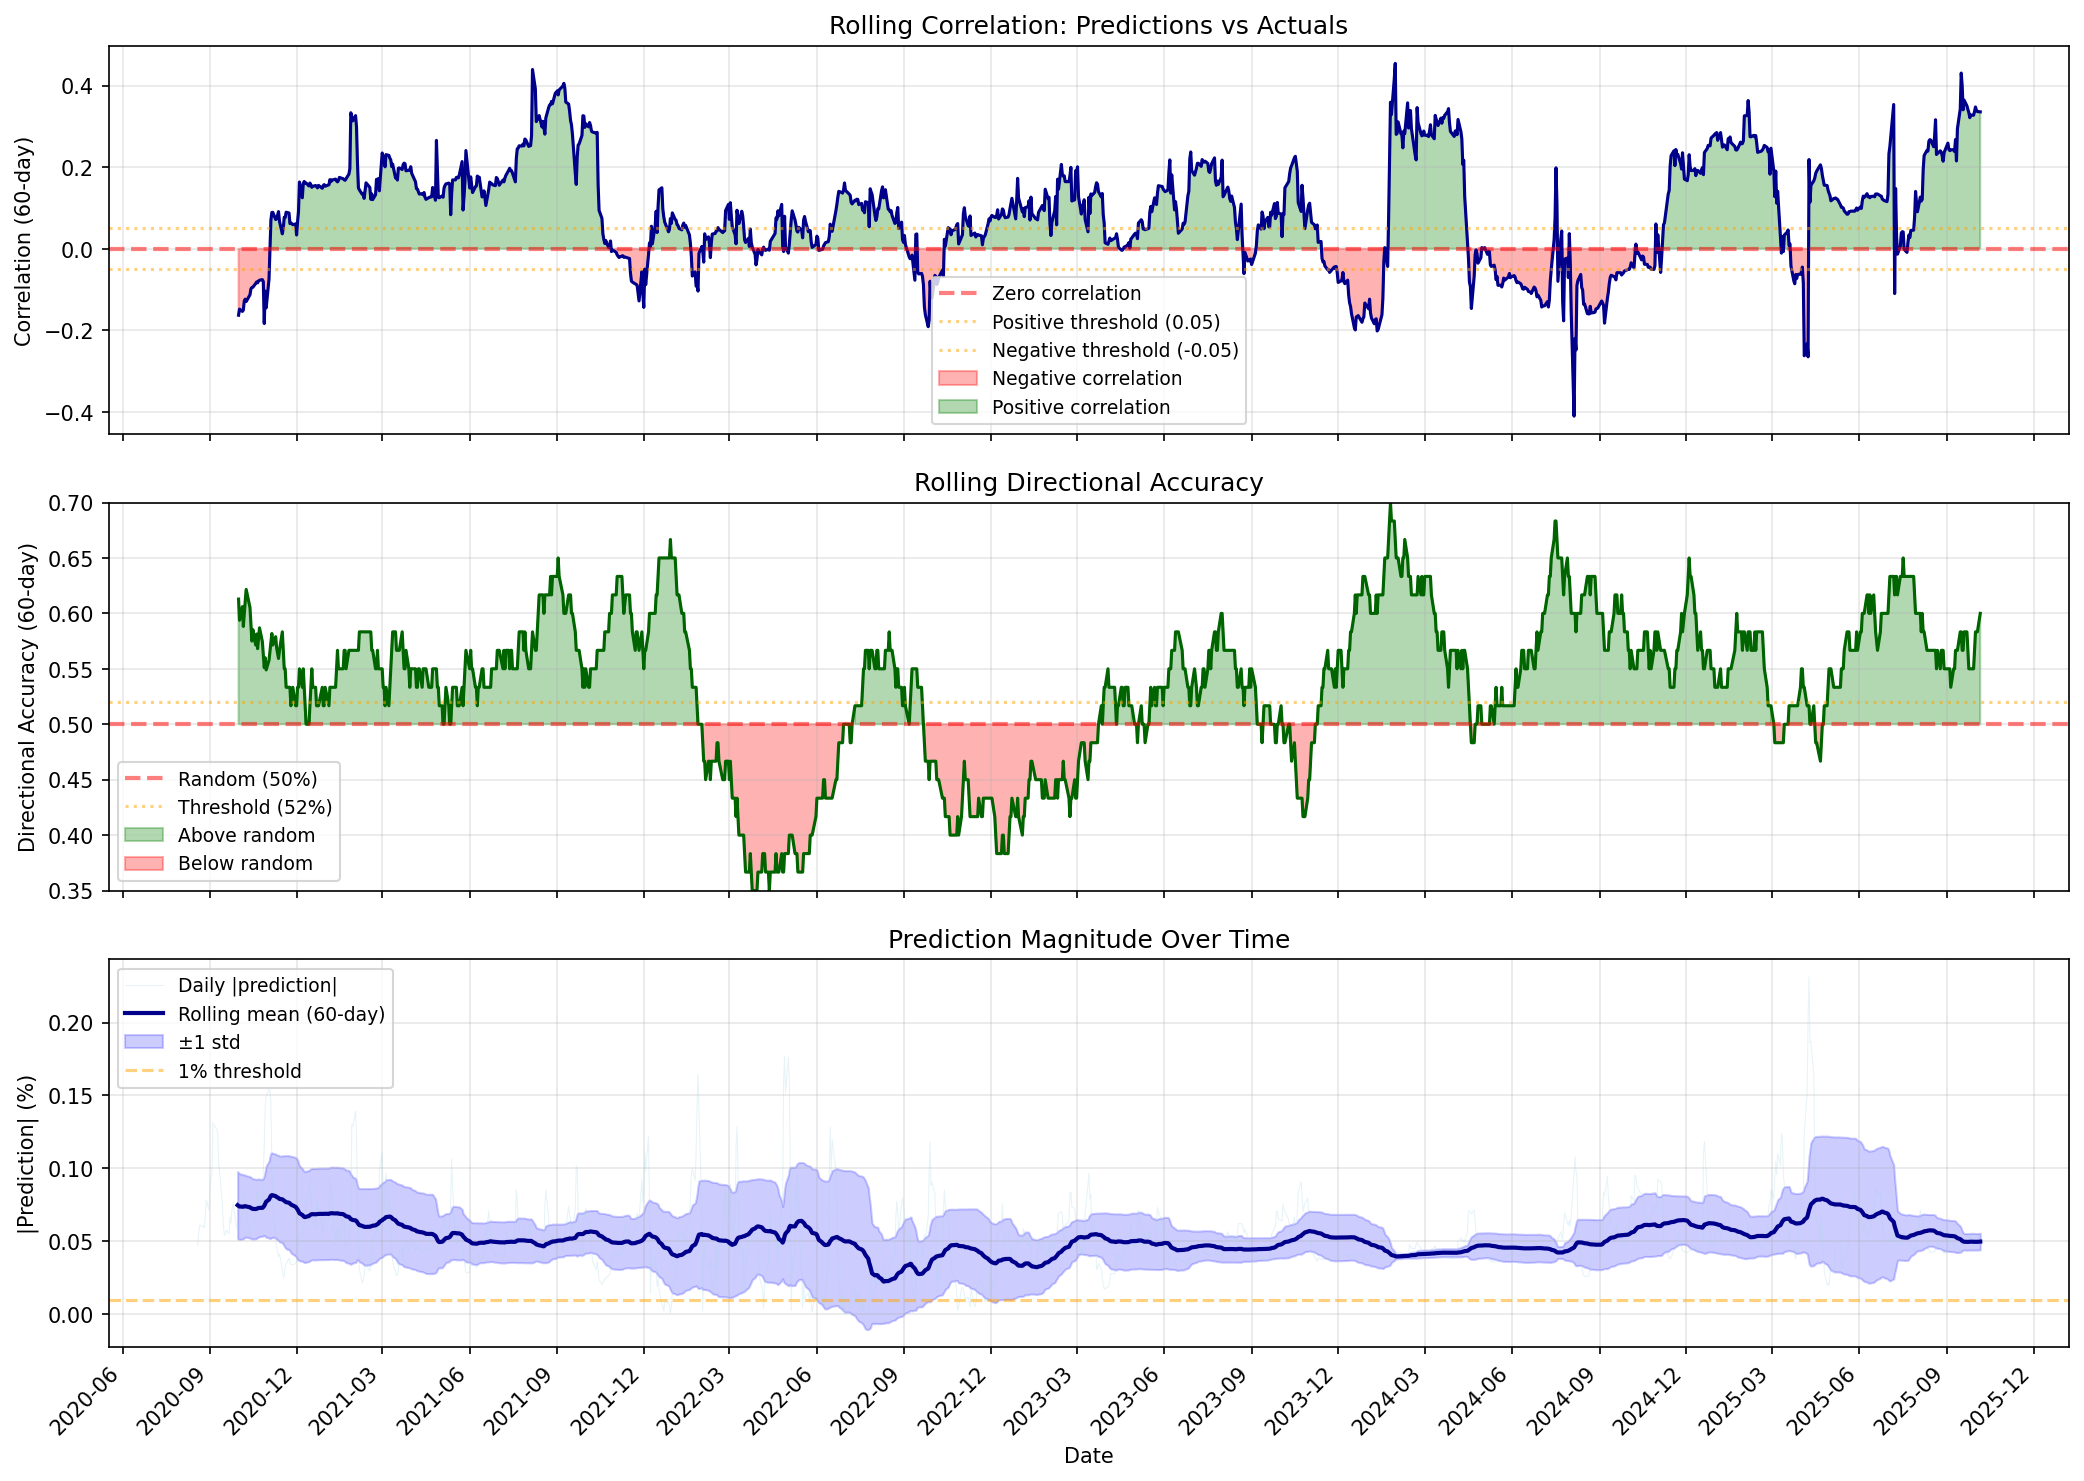 Rolling Correlation: Predictions vs Actuals
Correlation (60-day)
0.4
0.2
0.0
−0.2
−0.4
Zero correlation
Positive threshold (0.05)
Negative threshold (-0.05)
Negative correlation
Positive correlation
Rolling Directional Accuracy
Directional Accuracy (60-day)
0.70
0.65
0.60
0.55
0.50
0.45
0.40
0.35
Random (50%)
Threshold (52%)
Above random
Below random
Prediction Magnitude Over Time
|Prediction| (%)
0.20
0.15
0.10
0.05
0.00
Daily |prediction|
Rolling mean (60-day)
±1 std
1% threshold
2020-06
2020-09
2020-12
2021-03
2021-06
2021-09
2021-12
2022-03
2022-06
2022-09
2022-12
2023-03
2023-06
2023-09
2023-12
2024-03
2024-06
2024-09
2024-12
2025-03
2025-06
2025-09
2025-12
Date